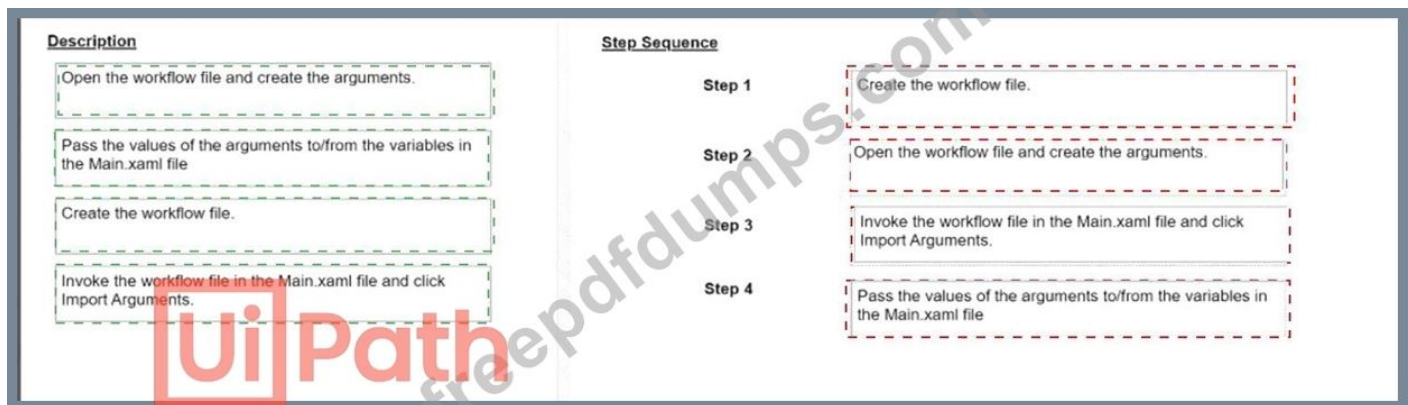 Description
Open the workflow file and create the arguments.
Pass the values of the arguments to/from the variables in
the Main.xaml file
Create the workflow file.
Invoke the workflow file in the Main.xaml file and click
Import Arguments.
Step Sequence
Step 1
Create the workflow file.
Step 2
Open the workflow file and create the arguments.
Step 3
Invoke the workflow file in the Main.xaml file and click
Import Arguments.
Step 4
Pass the values of the arguments to/from the variables in
the Main.xaml file
UiPath
freepdfdumps.com